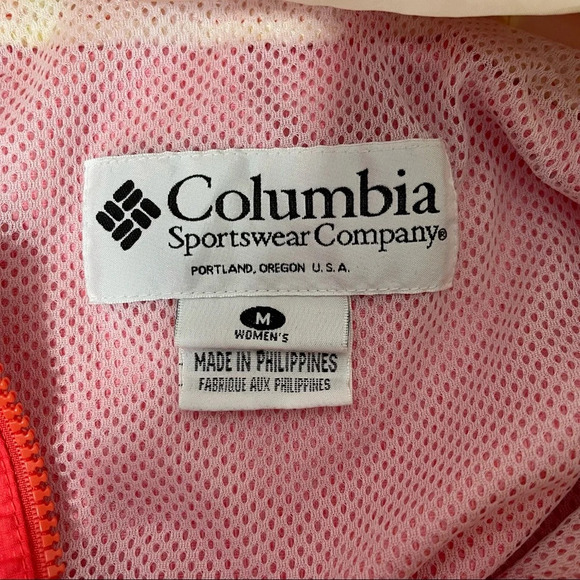 Columbia
Sportswear Company®
PORTLAND, OREGON U.S.A.
M
WOMEN'S
MADE IN PHILIPPINES
FABRIQUE AUX PHILIPPINES